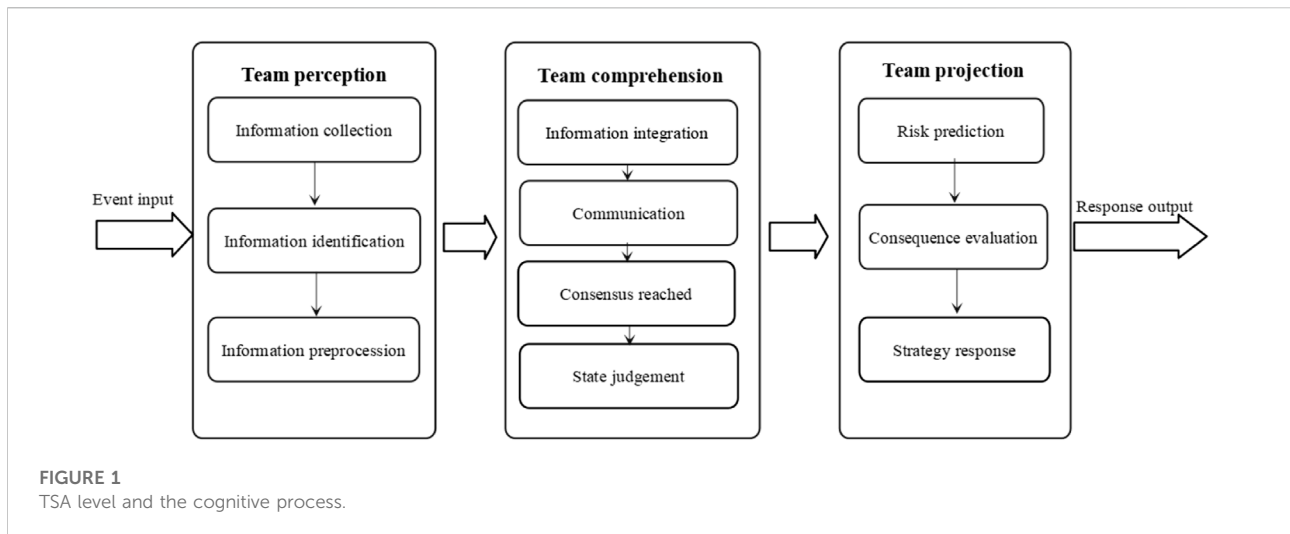 Event input
Team perception
Information collection
Information identification
Information preprocession
Team comprehension
Information integration
Communication
Consensus reached
State judgement
Team projection
Risk prediction
Consequence evaluation
Strategy response
Response output
FIGURE 1
TSA level and the cognitive process.